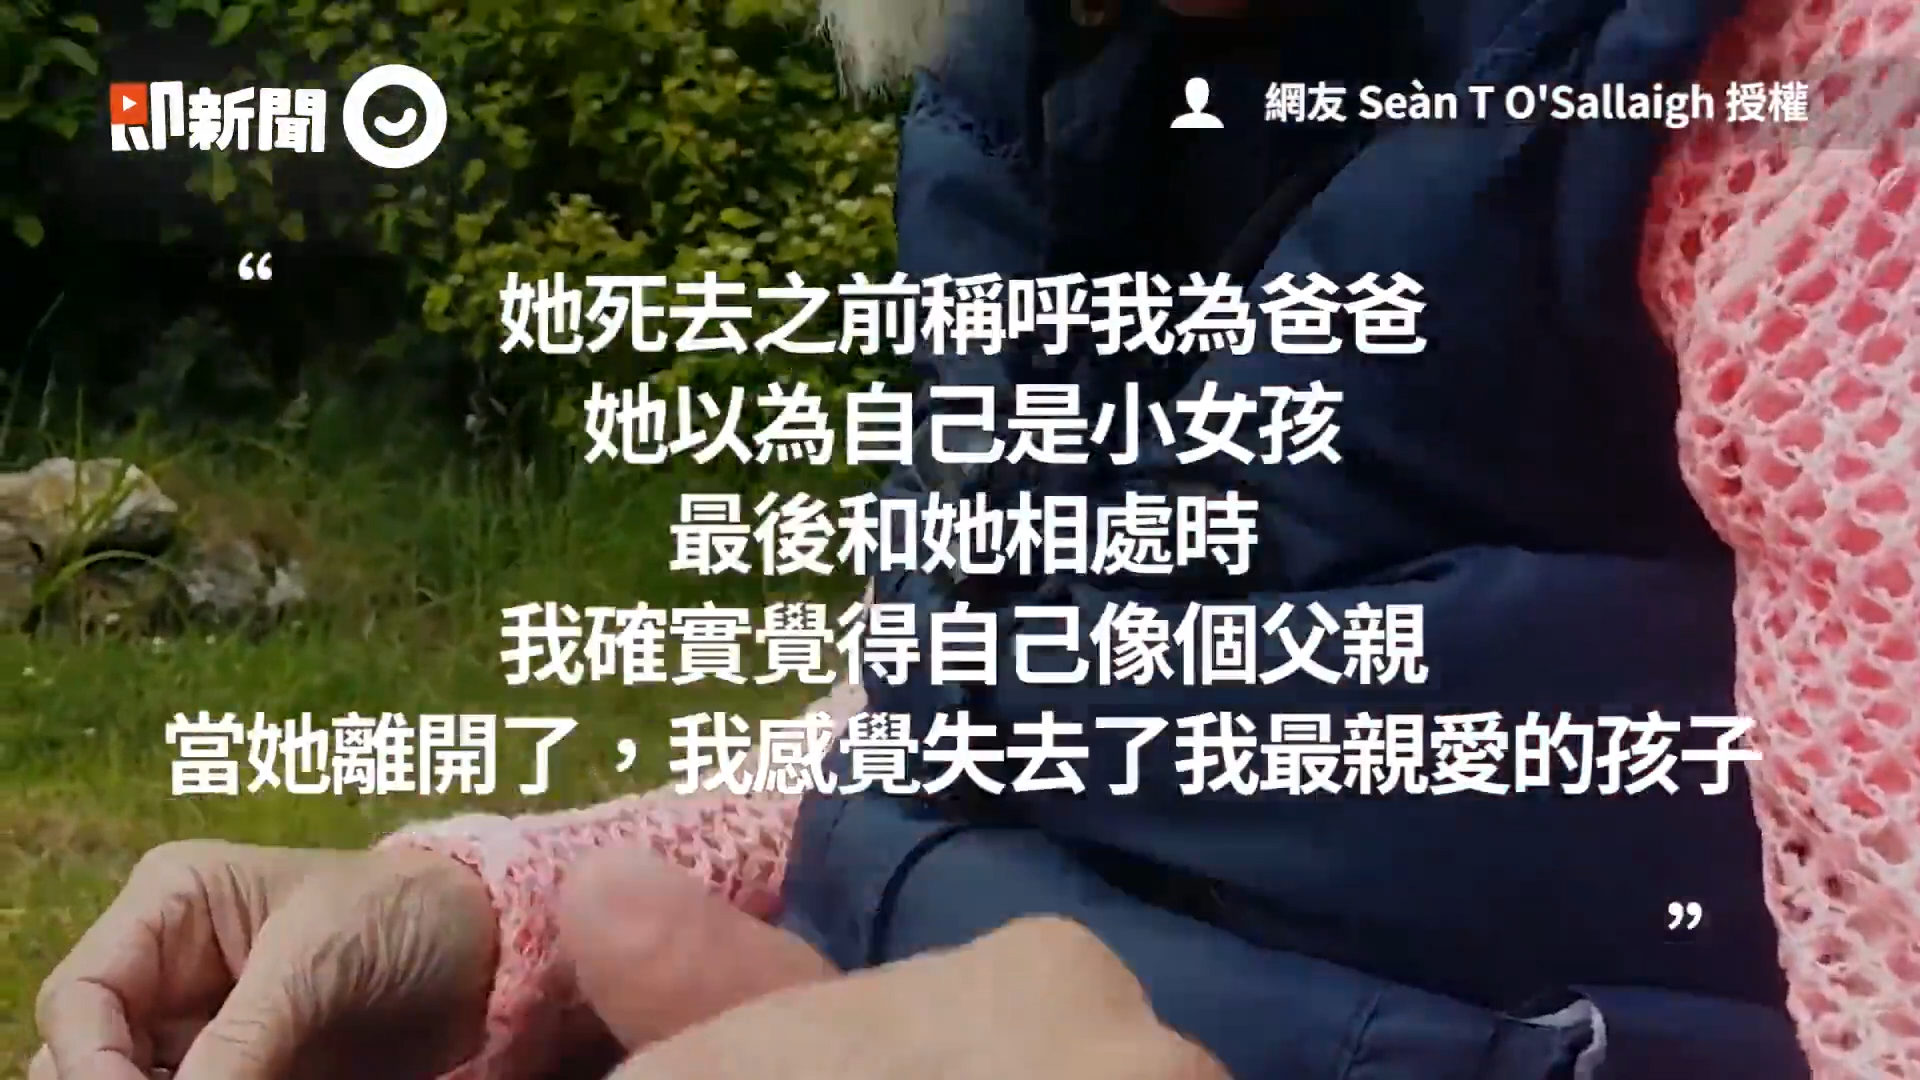 即新聞
網友 Seàn T O'Sallaigh 授權
“
她死去之前稱呼我為爸爸
她以為自己是小女孩
最後和她相處時
我確實覺得自己像個父親
當她離開了，我感覺失去了我最親愛的孩子
”